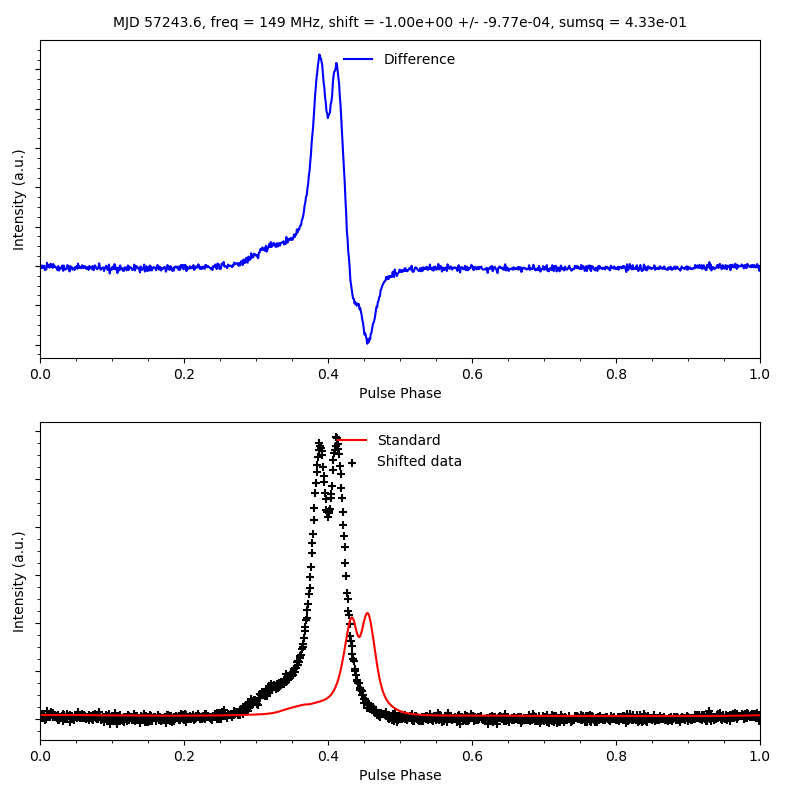 MJD 57243.6, freq = 149 MHz, shift = -1.00e+00 +/- -9.77e-04, sumsq = 4.33e-01
Difference
Intensity (a.u.)
0.0 0.2 0.4 0.6 0.8 1.0
Pulse Phase
Standard
Shifted data
Intensity (a.u.)
0.0 0.2 0.4 0.6 0.8 1.0
Pulse Phase